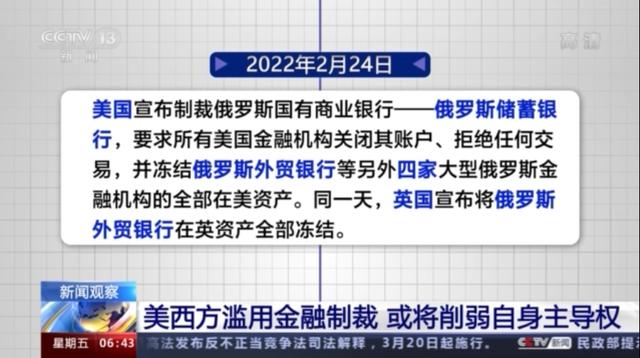 CCTV 13
新闻
高清
2022年2月24日
美国宣布制裁俄罗斯国有商业银行——俄罗斯储蓄银
行，要求所有美国金融机构关闭其账户、拒绝任何交
易，并冻结俄罗斯外贸银行等另外四家大型俄罗斯金
融机构的全部在美资产。同一天，英国宣布将俄罗斯
外贸银行在英资产全部冻结。
新闻观察
美西方滥用金融制裁 或将削弱自身主导权
星期五 06:43
高法发布反不正当竞争法司法解释，3月20日起施行。 CCTV新闻 民政部提